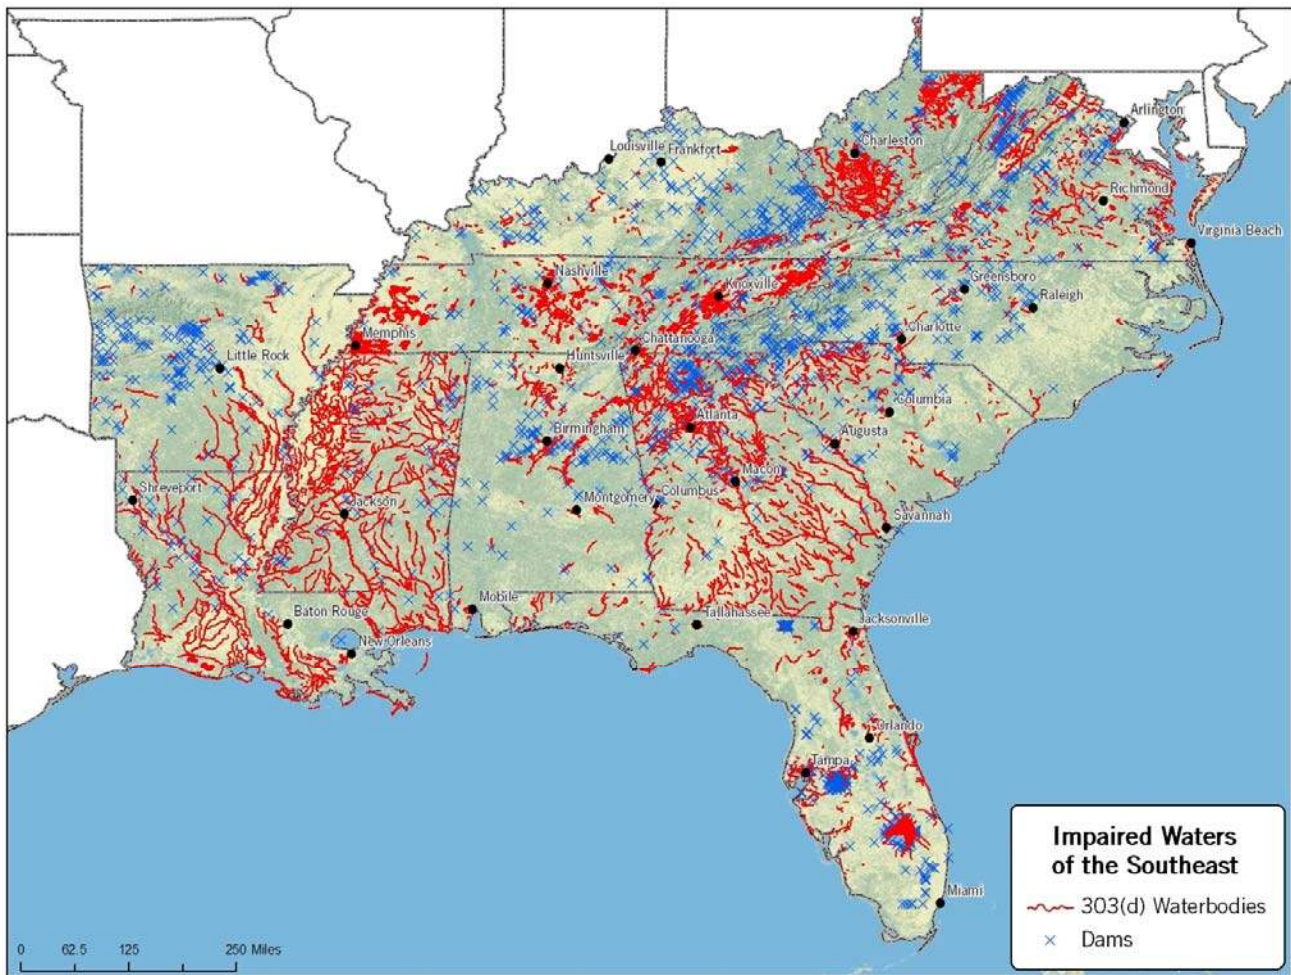 Arlington
Charleston
Louisville
Frankfort
Richmond
Virginia Beach
Nashville
Knoxville
Greensboro
Raleigh
Memphis
Chattanooga
Charlotte
Little Rock
Huntsville
Columbia
Birmingham
Atlanta
Augusta
Macon
Shreveport
Jackson
Montgomery
Columbus
Savannah
Mobile
Baton Rouge
Tallahassee
Jacksonville
New Orleans
Orlando
Tampa
Miami
Impaired Waters
of the Southeast
303(d) Waterbodies
Dams
0 62.5 125 250 Miles